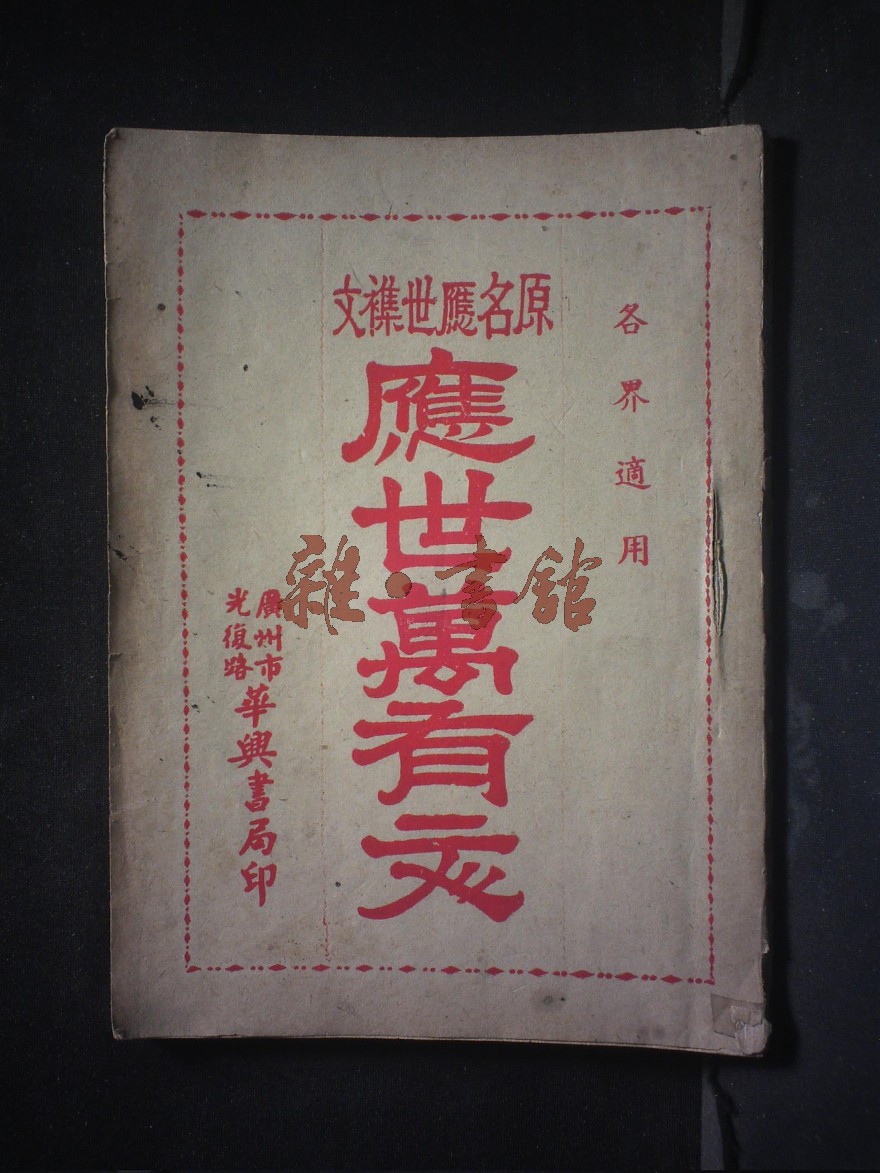 各界適用
原名應世襍文
應世萬有文
廣州市
光復路
華興書局印
雜·書館